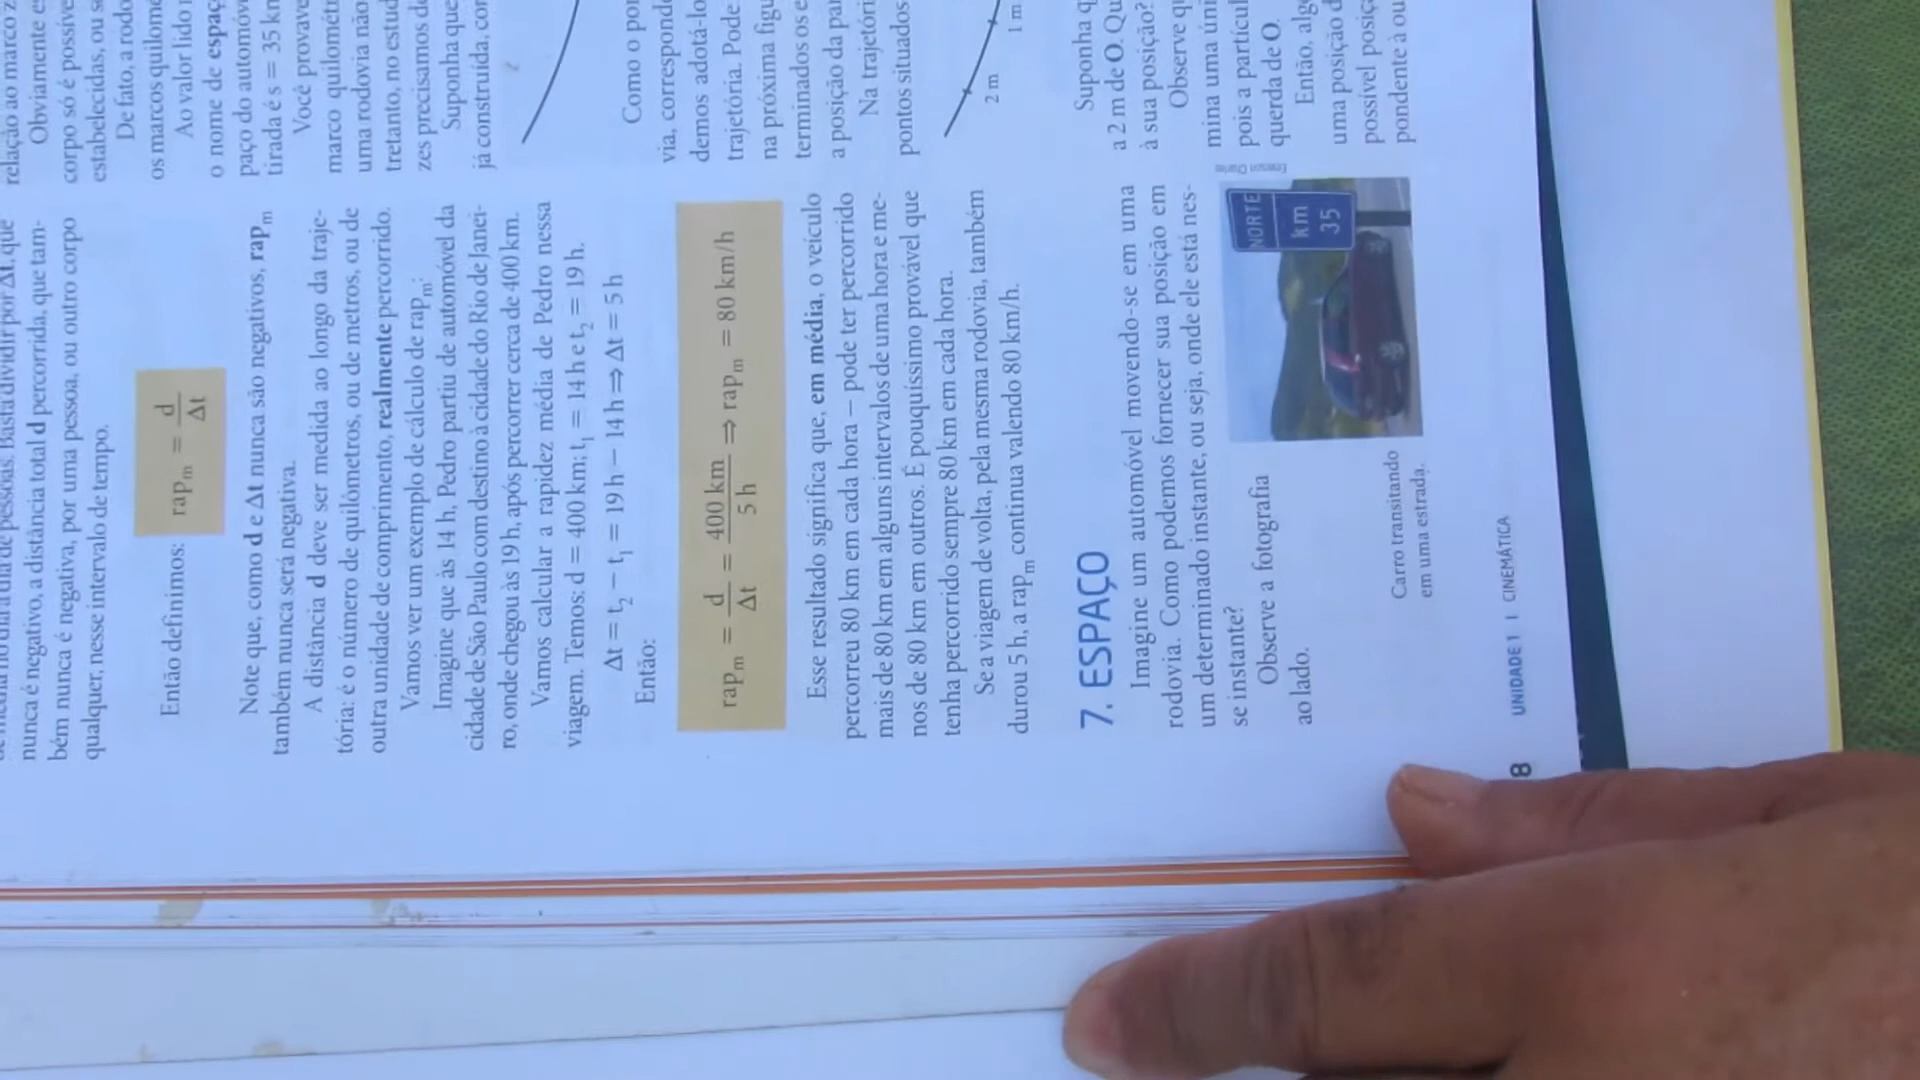 nunca é negativo, a distância total d percorrida, que tam-
bém nunca é negativa, por uma pessoa, ou outro corpo
qualquer, nesse intervalo de tempo.
Então definimos: rapm = d/Δt
Note que, como d e Δt nunca são negativos, rapm
também nunca será negativa.
A distância d deve ser medida ao longo da traje-
tória: é o número de quilômetros, ou de metros, ou de
outra unidade de comprimento, realmente percorrido.
Vamos ver um exemplo de cálculo de rapm:
Imagine que às 14 h, Pedro partiu de automóvel da
cidade de São Paulo com destino à cidade do Rio de Janei-
ro, onde chegou às 19 h, após percorrer cerca de 400 km.
Vamos calcular a rapidez média de Pedro nessa
viagem. Temos: d = 400 km; t1 = 14 h e t2 = 19 h.
Δt = t2 − t1 = 19 h − 14 h ⇒ Δt = 5 h
Então:
rapm = d/Δt = 400 km/5 h ⇒ rapm = 80 km/h
Esse resultado significa que, em média, o veículo
percorreu 80 km em cada hora – pode ter percorrido
mais de 80 km em alguns intervalos de uma hora e me-
nos de 80 km em outros. É pouquíssimo provável que
tenha percorrido sempre 80 km em cada hora.
Se a viagem de volta, pela mesma rodovia, também
durou 5 h, a rapm continua valendo 80 km/h.
7. ESPAÇO
Imagine um automóvel movendo-se em uma
rodovia. Como podemos fornecer sua posição em
um determinado instante, ou seja, onde ele está nes-
se instante?
Observe a fotografia
ao lado.
NORTE
km
35
Carro transitando
em uma estrada.
8 UNIDADE 1 | CINEMÁTICA
relação ao marco z
Obviamente es
corpo só é possíve
estabelecidas, ou se
De fato, a rodo
os marcos quilomé
Ao valor lido
o nome de espaç
paço do automóv
tirada é s = 35 km
Você provave
marco quilométr
uma rodovia não
tretanto, no estud
zes precisamos de
Suponha que
já construída, cor
Como o por
via, corresponde
demos adotá-lo
trajetória. Pode
na próxima figu
terminados os e
a posição da par
Na trajetóri
pontos situados
2 m
1 m
Suponha q
a 2 m de O. Qu
à sua posição?
Observe q
mina uma úni
pois a partícul
querda de O.
Então, alg
uma posição d
possível posiç
pondente à ou